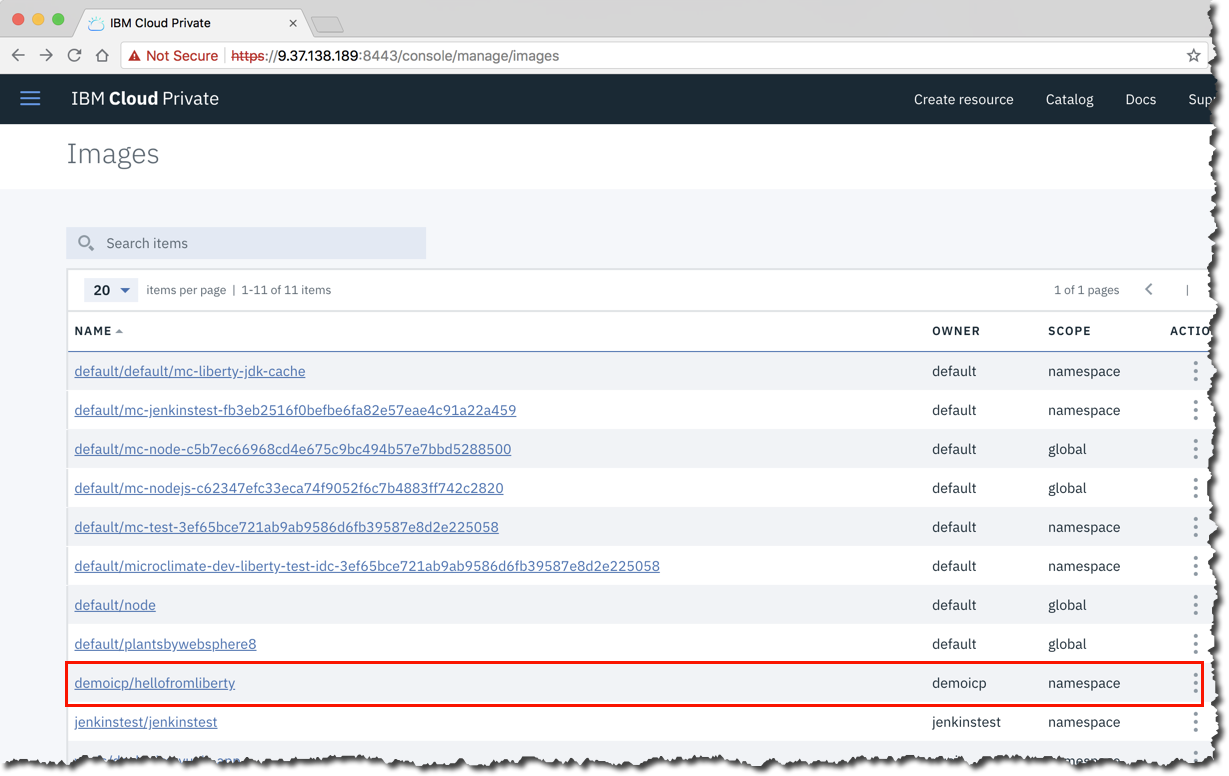 IBM Cloud Private
Not Secure https://9.37.138.189:8443/console/manage/images
IBM Cloud Private Create resource Catalog Docs
Images
Search items
20 items per page | 1-11 of 11 items 1 of 1 pages |
NAME OWNER SCOPE
default/default/mc-liberty-jdk-cache default namespace
default/mc-jenkinstest-fb3eb2516f0befbe6fa82e57eae4c91a22a459 default namespace
default/mc-node-c5b7ec66968cd4e675c9bc494b57e7bbd5288500 default global
default/mc-nodejs-c62347efc33eca74f9052f6c7b4883ff742c2820 default global
default/mc-test-3ef65bce721ab9ab9586d6fb39587e8d2e225058 default namespace
default/microclimate-dev-liberty-test-idc-3ef65bce721ab9ab9586d6fb39587e8d2e225058 default namespace
default/node default global
default/plantsbywebsphere8 default global
demoicp/hellofromliberty demoicp namespace
jenkinstest/jenkinstest jenkinstest namespace